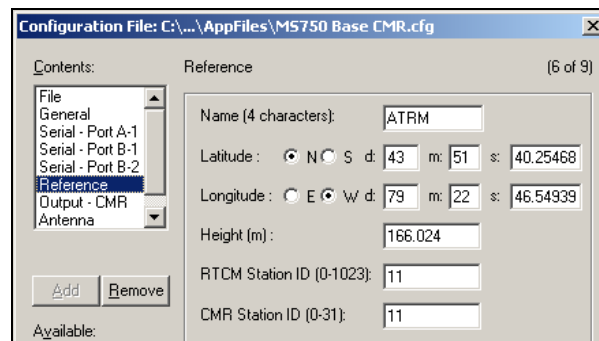 Configuration File: C:\...\AppFiles\MS750 Base CMR.cfg
Contents:
File
General
Serial - Port A-1
Serial - Port B-1
Serial - Port B-2
Reference
Output - CMR
Antenna
Add Remove
Available:
Reference (6 of 9)
Name (4 characters): ATRM
Latitude : N S d: 43 m: 51 s: 40.25468
Longitude : E W d: 79 m: 22 s: 46.54939
Height (m) : 166.024
RTCM Station ID (0-1023): 11
CMR Station ID (0-31): 11